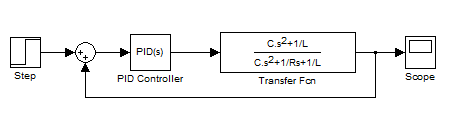 C.s²+1/L
PID(s)
C.s²+1/Rs+1/L
Step
PID Controller
Transfer Fcn
Scope